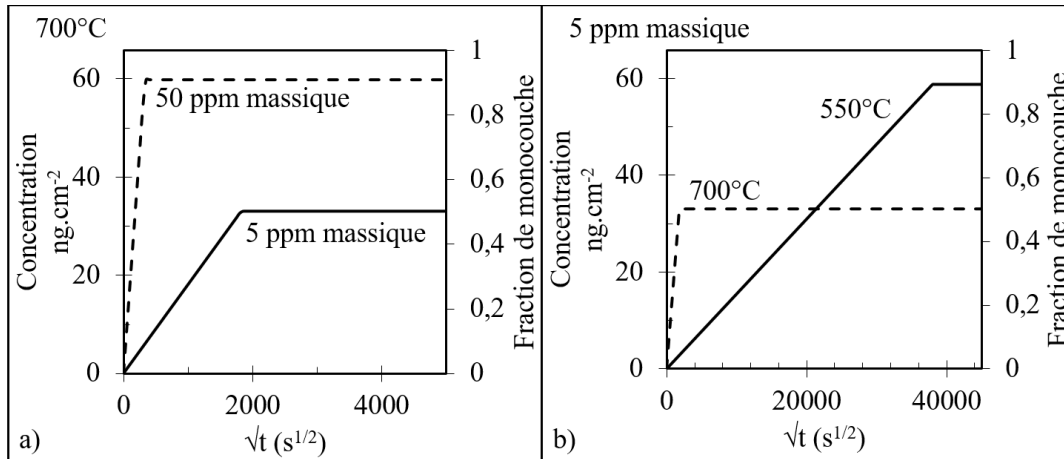 700°C
Concentration
ng.cm-2
60
40
20
0
50 ppm massique
5 ppm massique
1
0,8
0,6
0,4
0,2
0
Fraction de monocouche
0 2000 4000
√t (s1/2)
a)
5 ppm massique
Concentration
ng.cm-2
60
40
20
0
550°C
700°C
1
0,8
0,6
0,4
0,2
0
Fraction de monocouche
0 20000 40000
√t (s1/2)
b)